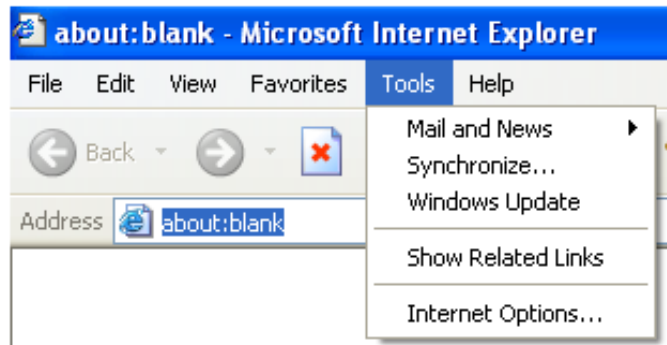 about:blank - Microsoft Internet Explorer
File Edit View Favorites Tools Help
Back
Mail and News
Synchronize...
Windows Update
Address about:blank
Show Related Links
Internet Options...